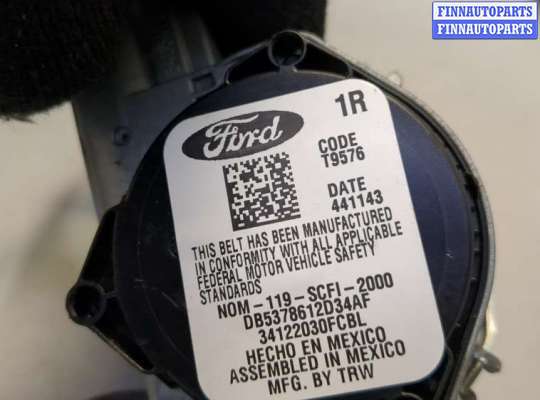 FINNAUTOPARTS
FINNAUTOPARTS
Ford
1R
CODE
T9576
DATE
441143
THIS BELT HAS BEEN MANUFACTURED
IN CONFORMITY WITH ALL APPLICABLE
FEDERAL MOTOR VEHICLE SAFETY
STANDARDS
NOM-119-SCFI-2000
DB5378612D34AF
34122030FCBL
HECHO EN MEXICO
ASSEMBLED IN MEXICO
MFG. BY TRW